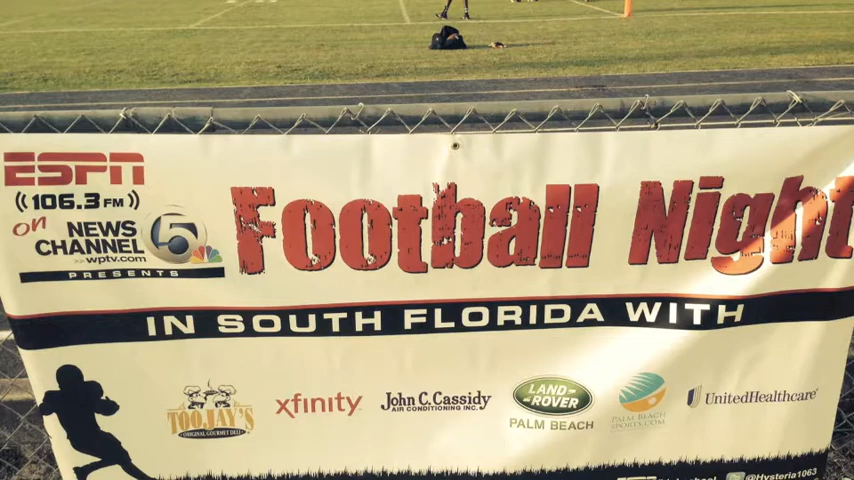 ESPN
106.3 FM
on NEWS CHANNEL 5
>> wptv.com
PRESENTS
Football Night
IN SOUTH FLORIDA WITH
TOOJAY'S
ORIGINAL GOURMET DELI
xfinity
John C. Cassidy
AIR CONDITIONING INC.
LAND ROVER
PALM BEACH
PALM BEACH
SPORTS.COM
UnitedHealthcare
@Hysteria1063